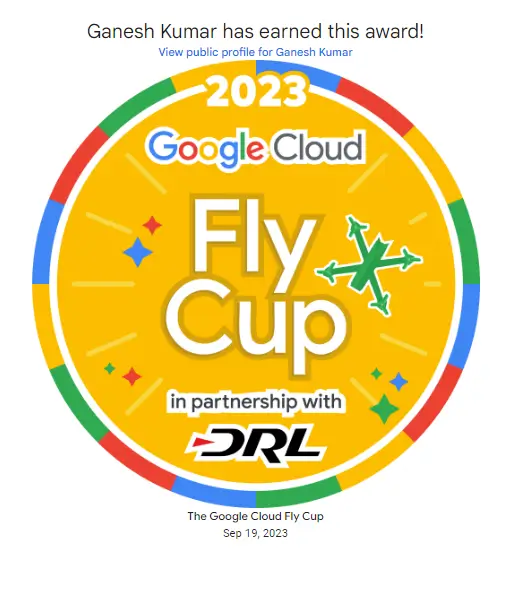 Ganesh Kumar has earned this award!
View public profile for Ganesh Kumar
2023
Google Cloud
Fly
Cup
in partnership with
DRL
The Google Cloud Fly Cup
Sep 19, 2023